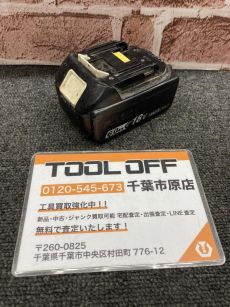 18V
TOOL OFF
0120-545-673 千葉市原店
工具買取強化中！！
新品・中古・ジャンク買取可能 宅配査定・出張査定・LINE査定
無料で査定いたします！
〒260-0825
千葉県千葉市中央区村田町 776-12